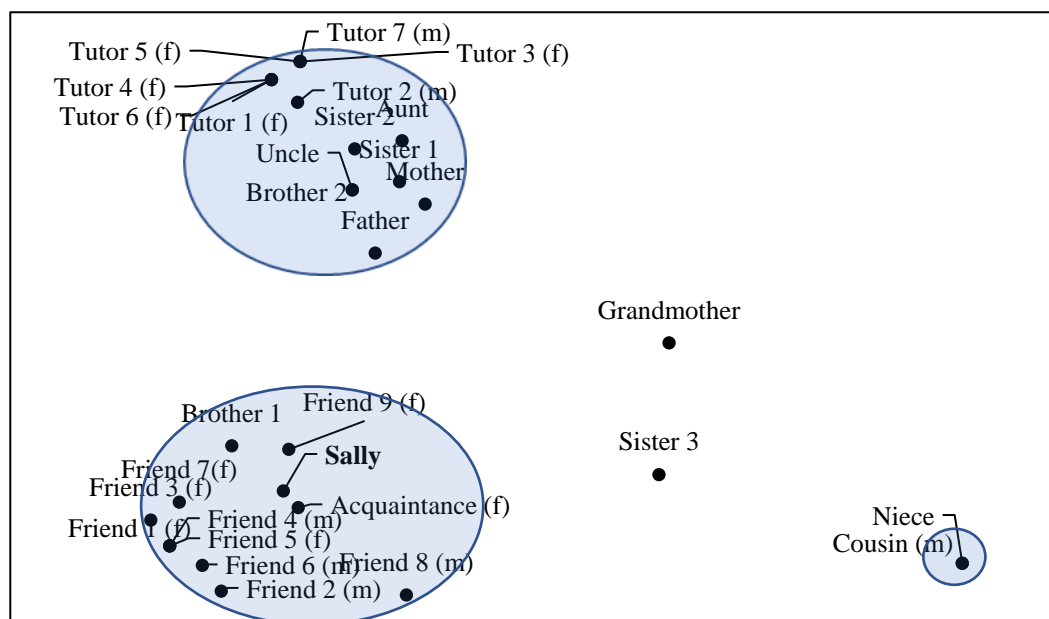 Tutor 7 (m)
Tutor 5 (f)
Tutor 3 (f)
Tutor 4 (f)
Tutor 2 (m)
Aunt
Tutor 6 (f)
Tutor 1 (f)
Sister 2
Uncle
Sister 1
Mother
Brother 2
Father
Grandmother
Brother 1
Friend 9 (f)
Sister 3
Sally
Friend 7(f)
Friend 3 (f)
Acquaintance (f)
Friend 1 (f)
Friend 4 (m)
Friend 5 (f)
Niece
Cousin (m)
Friend 6 (m)
Friend 8 (m)
Friend 2 (m)